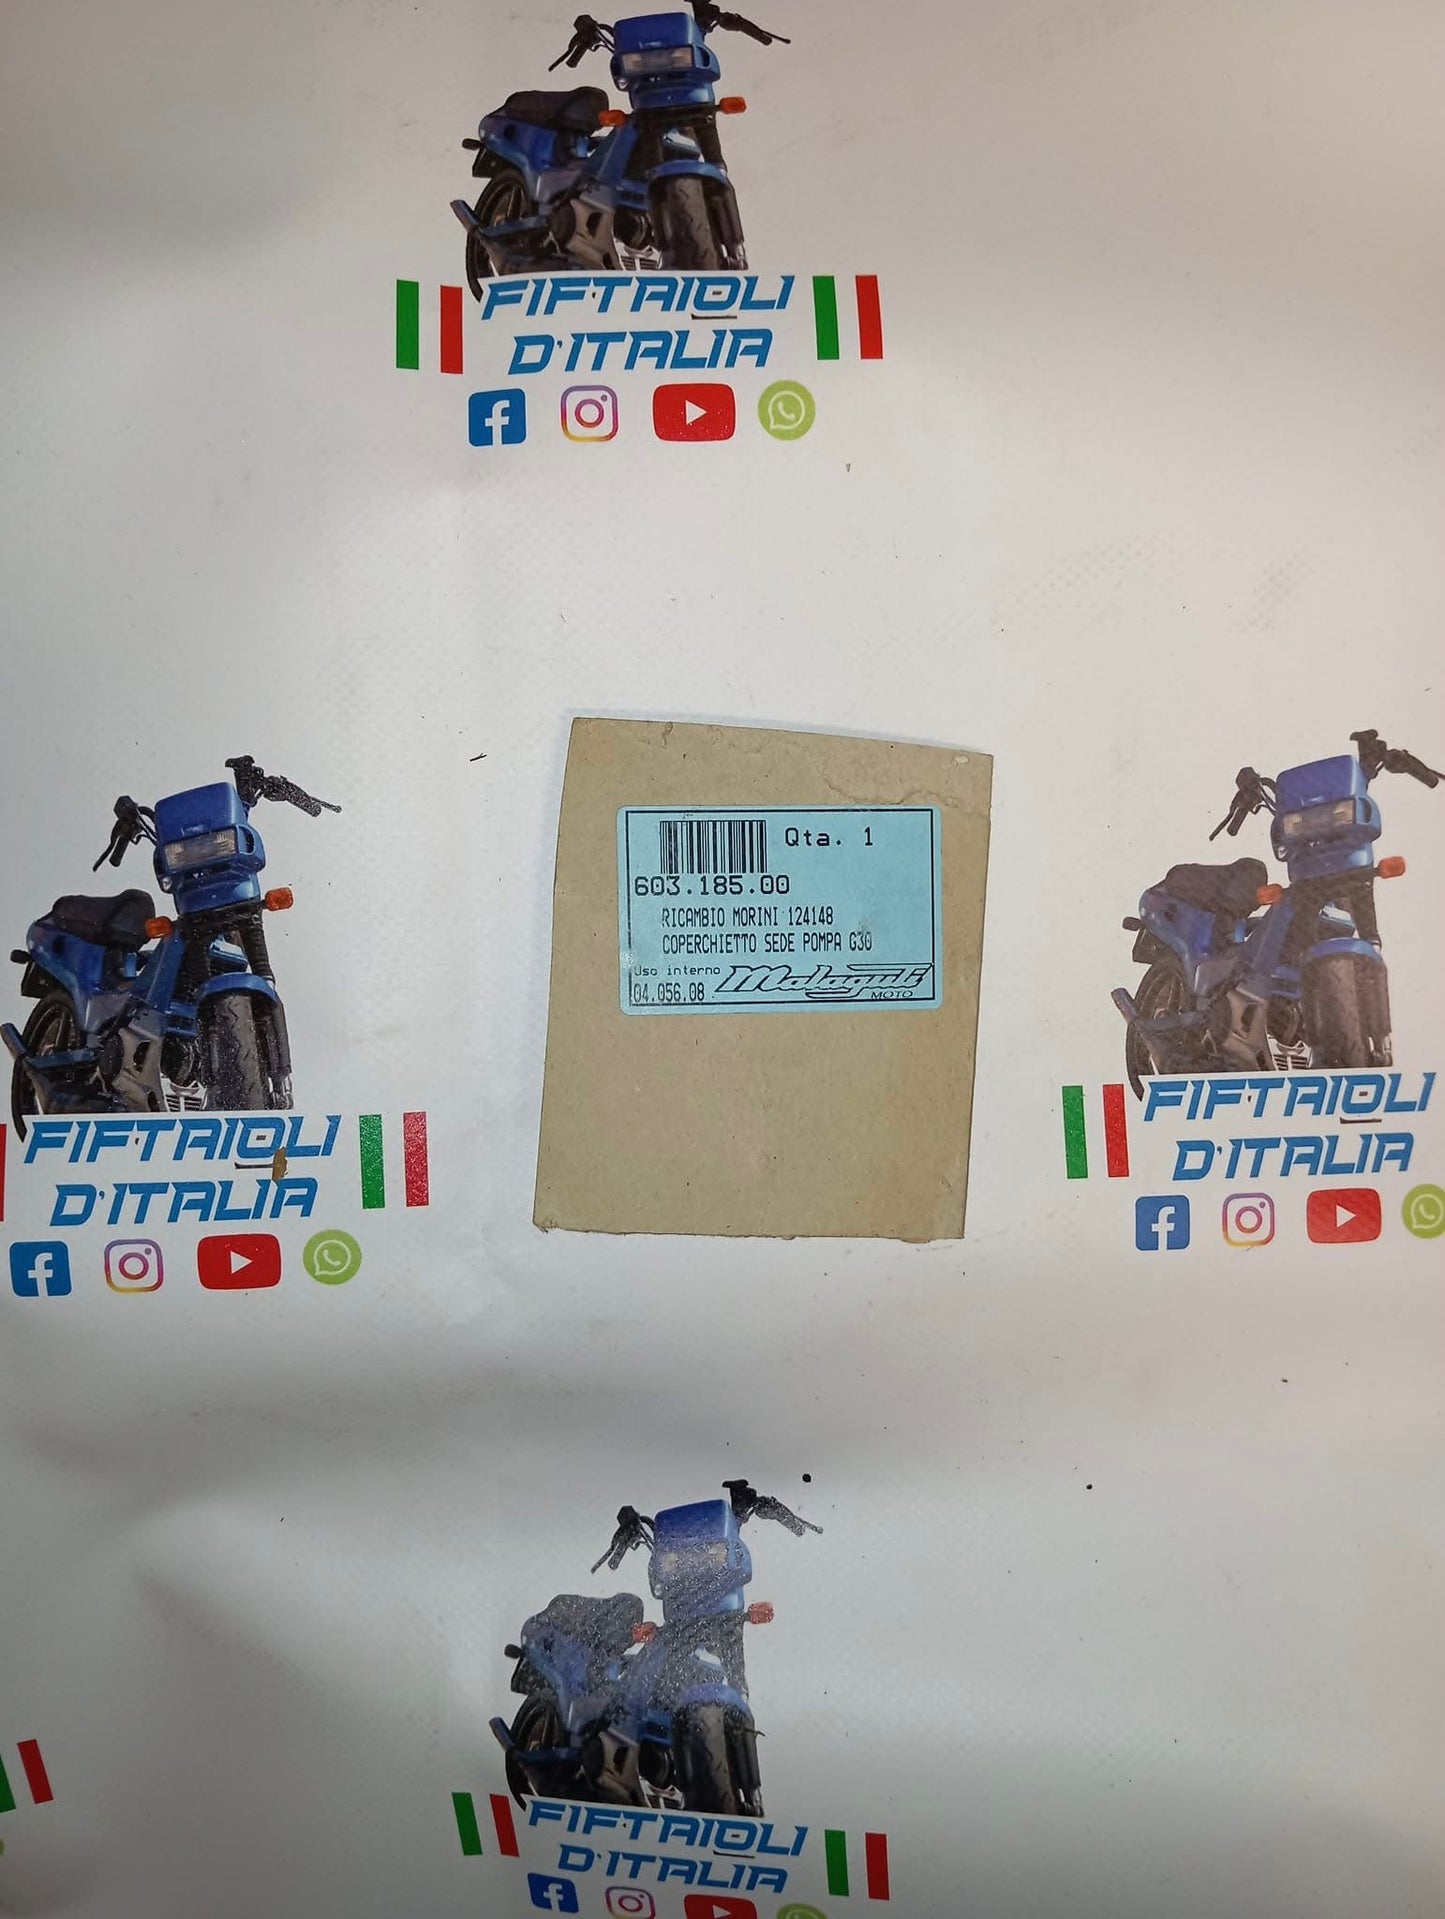 FIFTAIOLI
D'ITALIA
Qta. 1
603.185.00
RICAMBIO MORINI 124148
COPERCHIETTO SEDE POMPA G30
Uso interno
04.056.08
Malaguti
MOTO
FIFTAIOLI
D'ITALIA
FIFTAIOLI
D'ITALIA
FIFTAIOLI
D'ITALIA